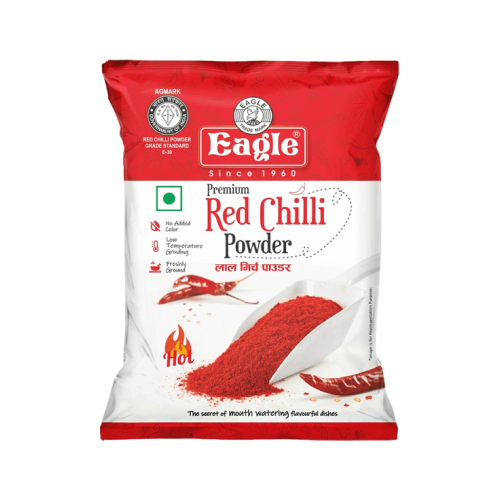 AGMARK
RED CHILLI POWDER
GRADE STANDARD
E-38
EAGLE
TRADE MARK
Eagle®
Since 1960
Premium
Red Chilli
Powder
लाल मिर्च पाउडर
No Added
Color
Low
Temperature
Grinding
Freshly
Ground
Hot
The secret of mouth watering flavourful dishes